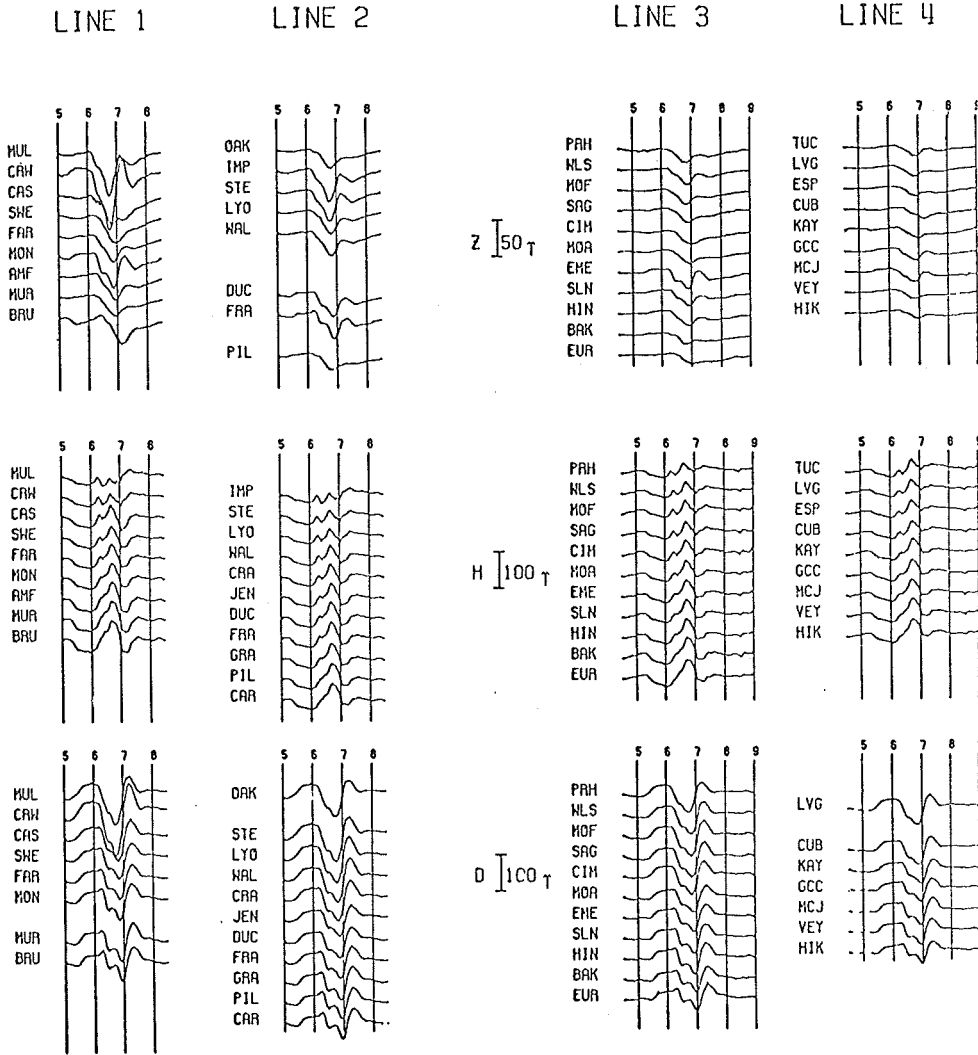 LINE 1
LINE 2
LINE 3
LINE 4
5 6 7 8
MUL
CAW
CAS
SWE
FAR
MON
AMF
MUR
BRU
5 6 7 8
OAK
IMP
STE
LYO
WAL
DUC
FRA
PIL
Z 50 γ
5 6 7 8 9
PAH
WLS
MOF
SAG
CIM
MOA
EME
SLN
HIN
BAK
EUR
5 6 7 8 9
TUC
LVG
ESP
CUB
KAY
GCC
MCJ
VEY
HIK
5 6 7 8
MUL
CAW
CAS
SWE
FAR
MON
AMF
MUR
BRU
5 6 7 8
IMP
STE
LYO
WAL
CRA
JEN
DUC
FRA
GRA
PIL
CAR
H 100 γ
5 6 7 8 9
PAH
WLS
MOF
SAG
CIM
MOA
EME
SLN
HIN
BAK
EUR
5 6 7 8 9
TUC
LVG
ESP
CUB
KAY
GCC
MCJ
VEY
HIK
5 6 7 8
MUL
CAW
CAS
SWE
FAR
MON
MUR
BRU
5 6 7 8
OAK
STE
LYO
WAL
CRA
JEN
DUC
FRA
GRA
PIL
CAR
D 100 γ
5 6 7 8 9
PAH
WLS
MOF
SAG
CIM
MOA
EME
SLN
HIN
BAK
EUR
5 6 7 8
LVG
CUB
KAY
GCC
MCJ
VEY
HIK